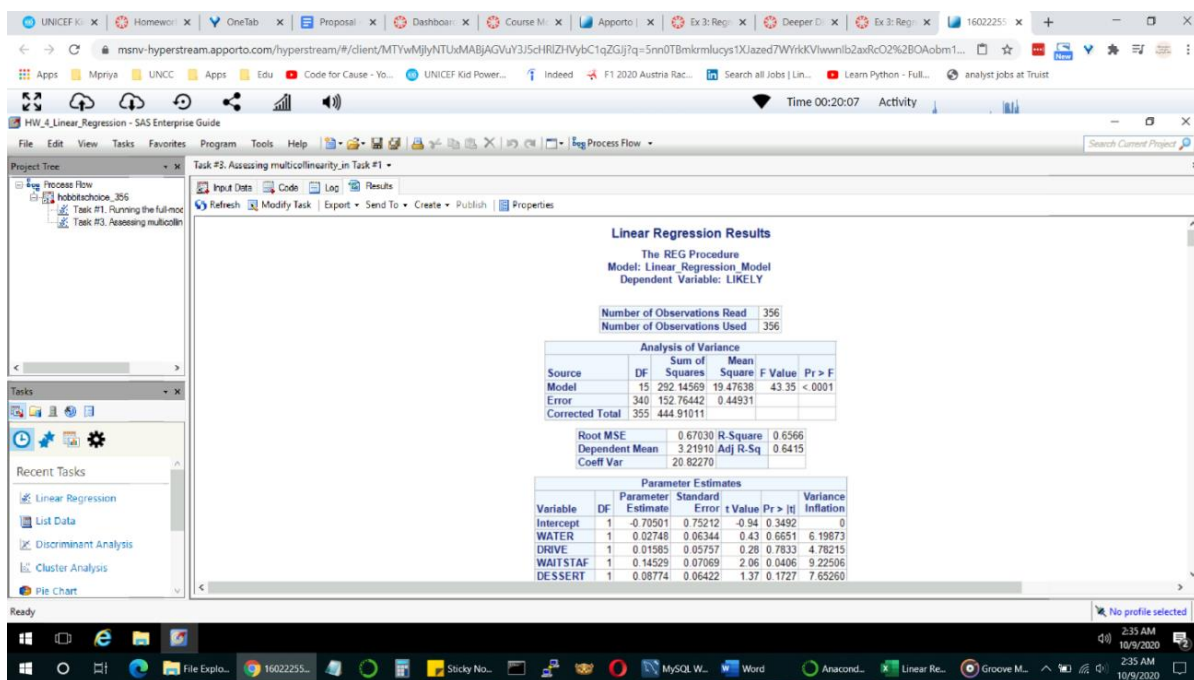 UNICEF Ki
Homewor
OneTab
Proposal
Dashboar
Course M
Apporto |
Ex 3: Regr
Deeper Di
Ex 3: Regr
16022255
Apps
Mpriya
UNCC
Apps
Edu
Code for Cause - Yo...
UNICEF Kid Power...
Indeed
F1 2020 Austria Rac...
Search all Jobs | Lin...
Learn Python - Full...
analyst jobs at Truist
Time 00:20:07 Activity
HW_4_Linear_Regression - SAS Enterprise Guide
File Edit View Tasks Favorites Program Tools Help Process Flow
Search Current Project
Project Tree
Task #3. Assessing multicollinearity_in Task #1
Process Flow
hobbitschoice_356
Task #1. Running the full-moc
Task #3. Assessing multicollin
Input Data Code Log Results
Refresh Modify Task Export Send To Create Publish Properties
Linear Regression Results
The REG Procedure
Model: Linear_Regression_Model
Dependent Variable: LIKELY
Number of Observations Read 356
Number of Observations Used 356
Analysis of Variance
Source DF Sum of Squares Mean Square F Value Pr > F
Model 15 292.14569 19.47638 43.35 <.0001
Error 340 152.76442 0.44931
Corrected Total 355 444.91011
Root MSE 0.67030 R-Square 0.6566
Dependent Mean 3.21910 Adj R-Sq 0.6415
Coeff Var 20.82270
Parameter Estimates
Variable DF Parameter Estimate Standard Error t Value Pr > |t| Variance Inflation
Intercept 1 -0.70501 0.75212 -0.94 0.3492 0
WATER 1 0.02748 0.06344 0.43 0.6651 6.19873
DRIVE 1 0.01585 0.05757 0.28 0.7833 4.78215
WAITSTAF 1 0.14529 0.07069 2.06 0.0406 9.22506
DESSERT 1 0.08774 0.06422 1.37 0.1727 7.65260
Tasks
Recent Tasks
Linear Regression
List Data
Discriminant Analysis
Cluster Analysis
Pie Chart
Ready
No profile selected
2:35 AM
10/9/2020
File Explo...
16022255...
Sticky No...
MySQL W...
Word
Anacond...
Linear Re...
Groove M...
2:35 AM
10/9/2020